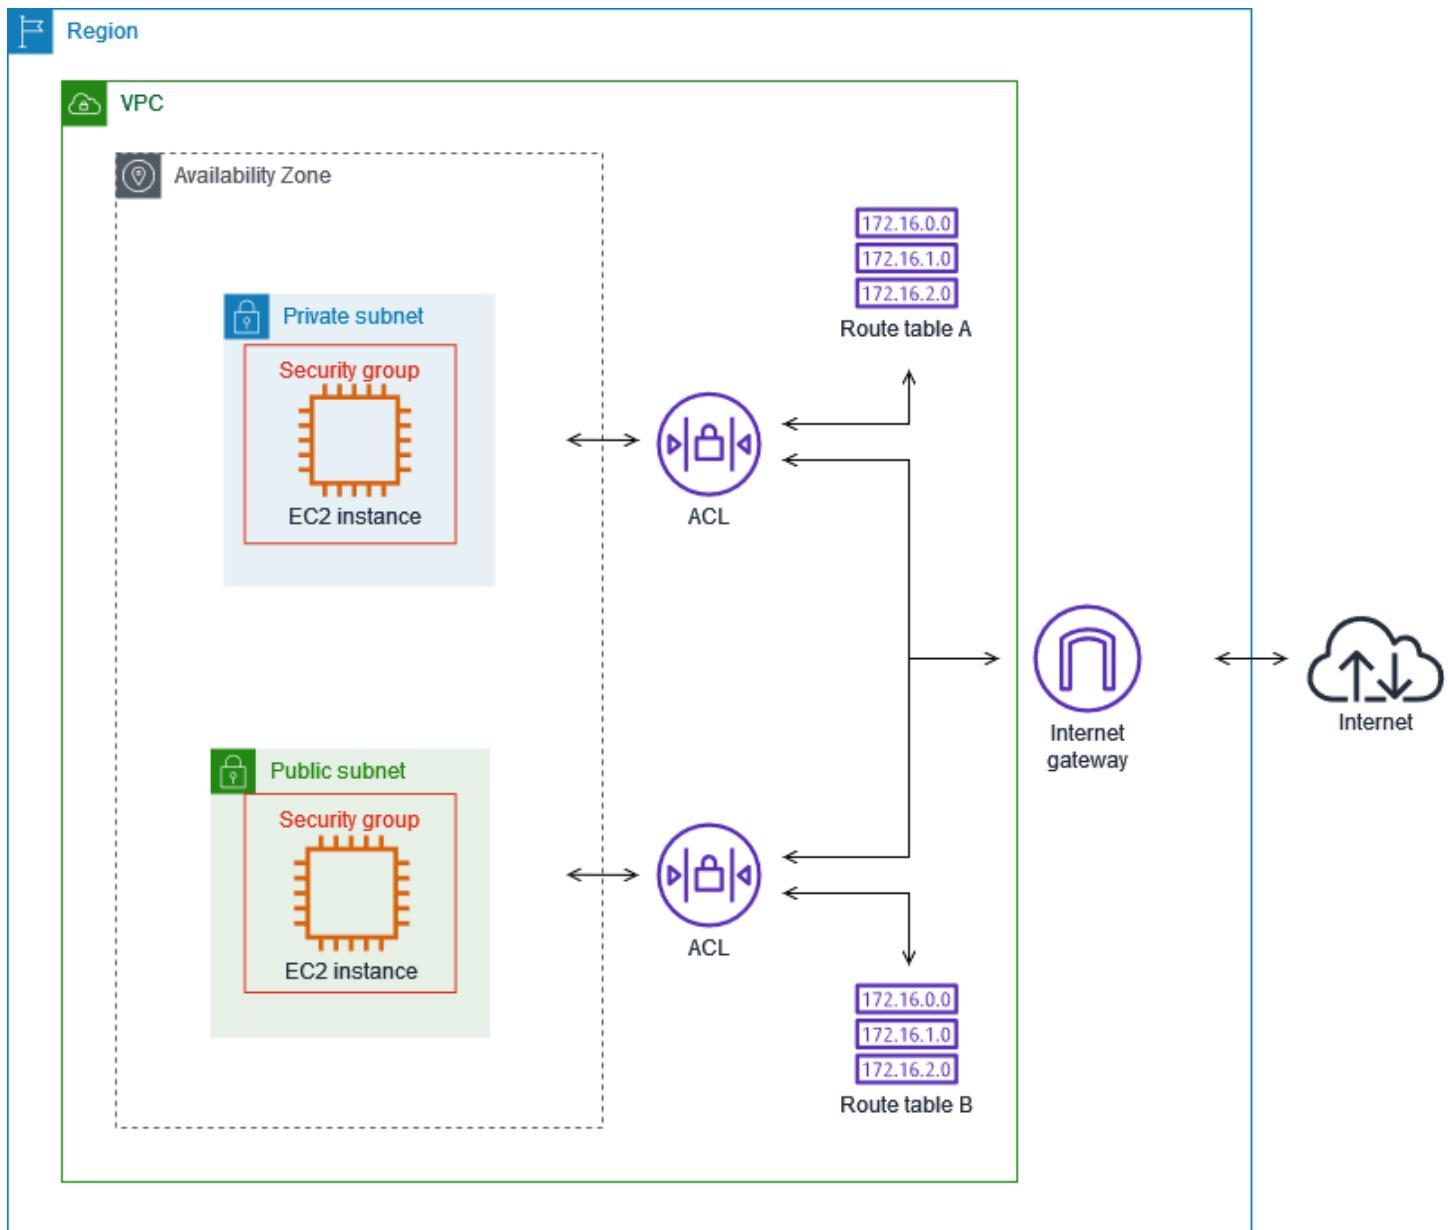 Region
VPC
Availability Zone
172.16.0.0
172.16.1.0
172.16.2.0
Route table A
Private subnet
Security group
EC2 instance
ACL
Internet
gateway
Internet
Public subnet
Security group
EC2 instance
ACL
172.16.0.0
172.16.1.0
172.16.2.0
Route table B